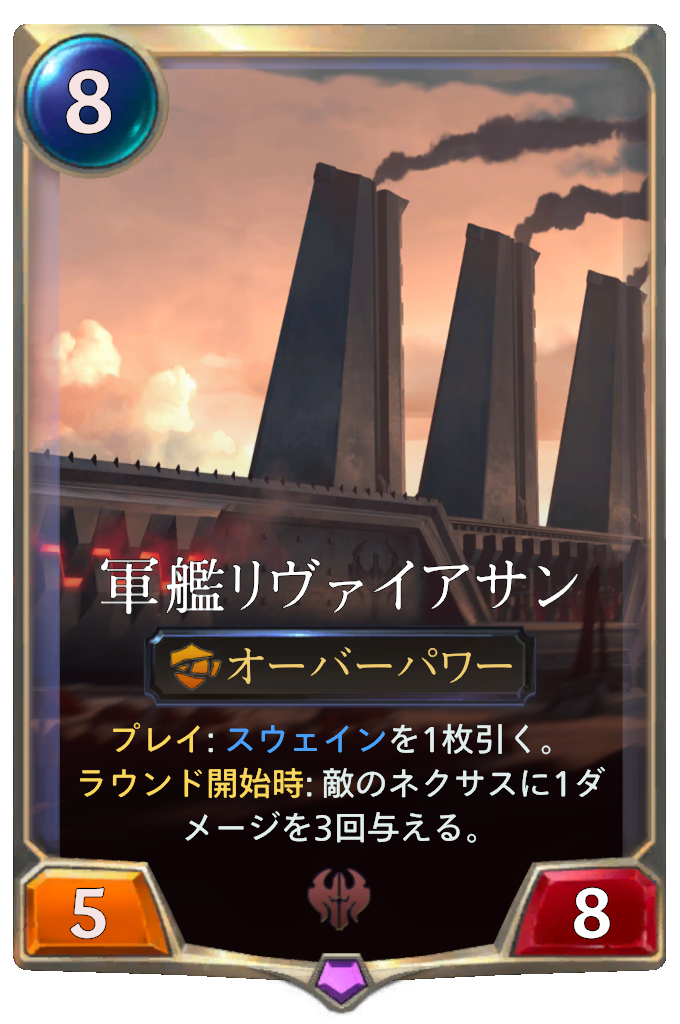 8
軍艦リヴァイアサン
オーバーパワー
プレイ: スウェインを1枚引く。
ラウンド開始時: 敵のネクサスに1ダ
メージを3回与える。
5
8